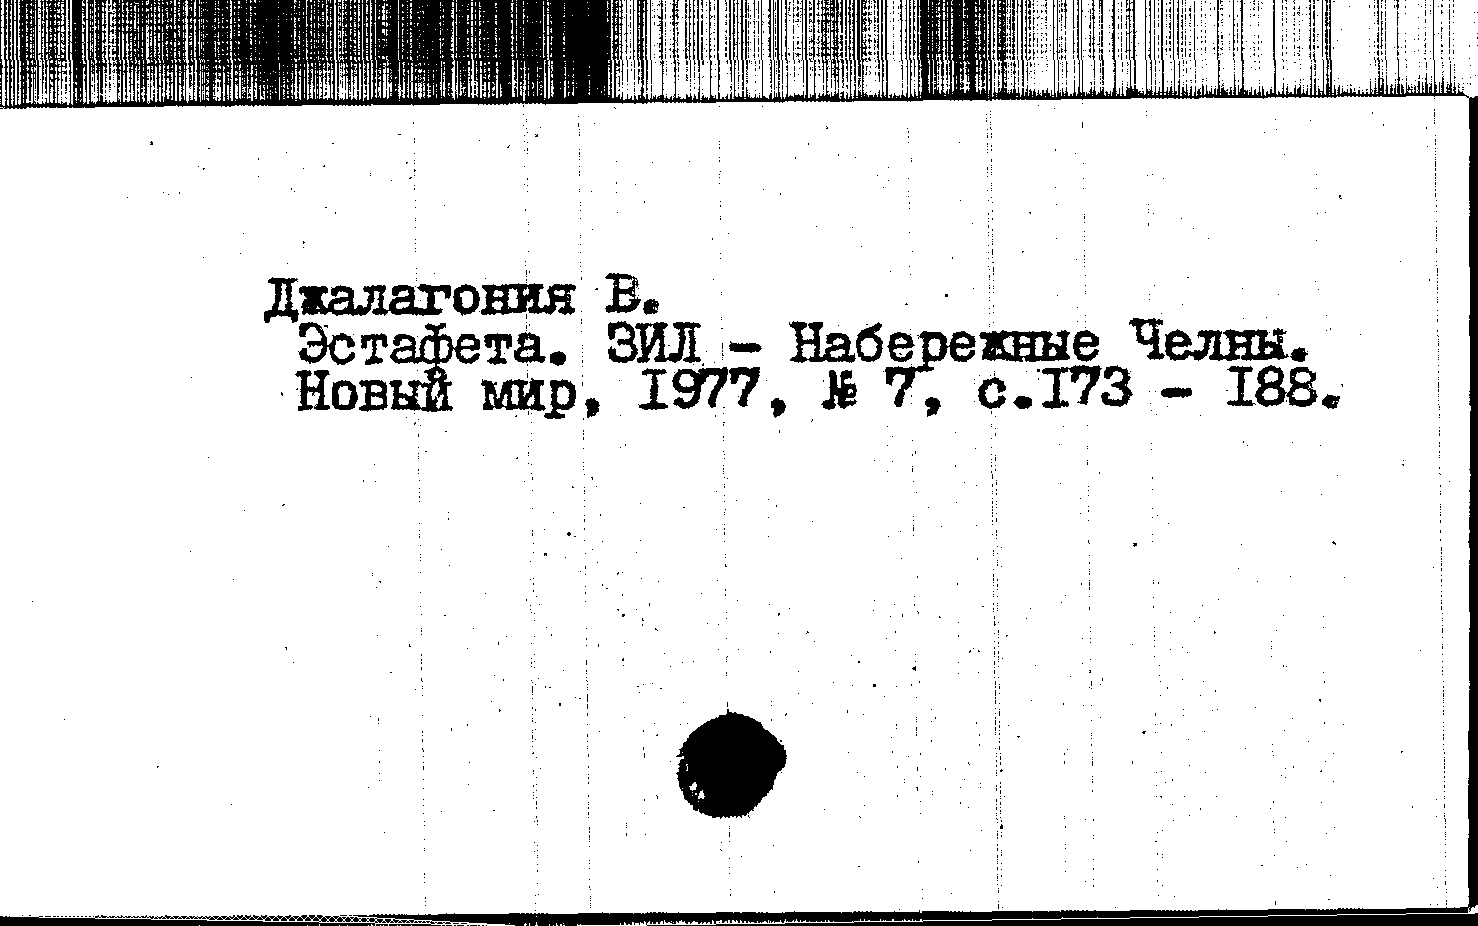 Джалагония В.
Эстафета. ЗИЛ - Набережные Челны.
Новый мир, 1977, № 7, с.173 - 188.